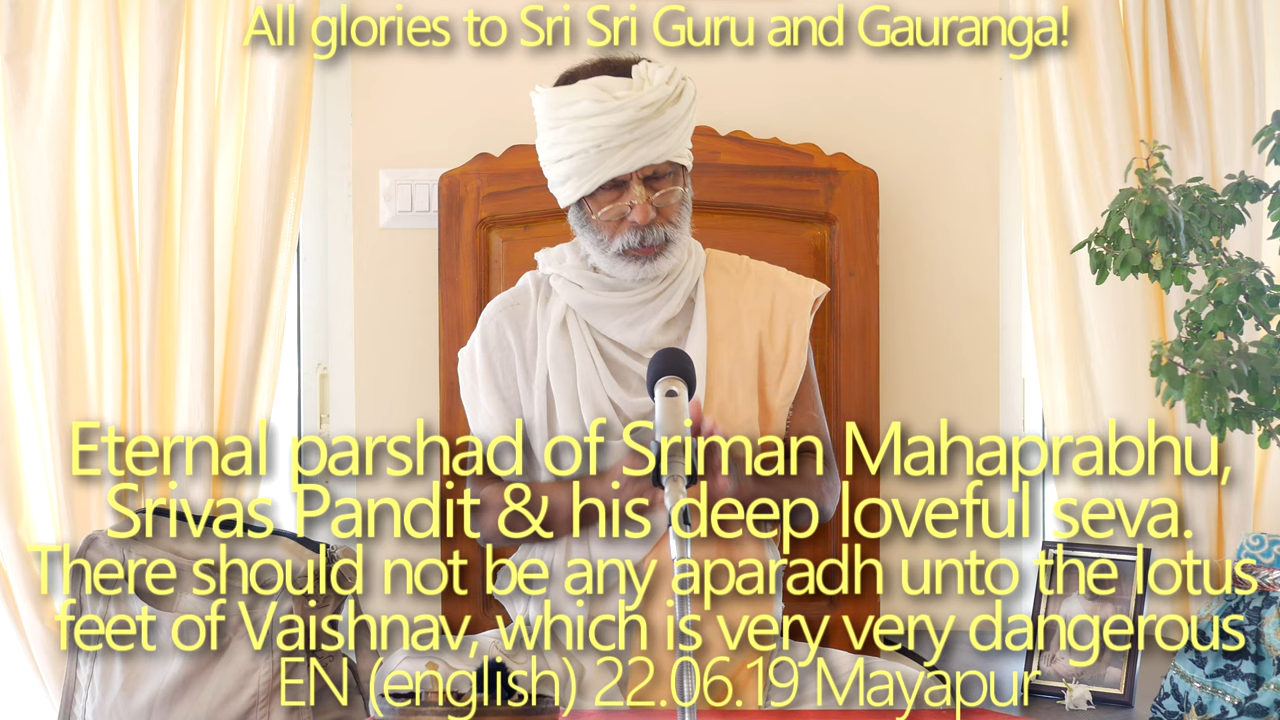 All glories to Sri Sri Guru and Gauranga!
Eternal parshad of Sriman Mahaprabhu,
Srivas Pandit & his deep loveful seva.
There should not be any aparadh unto the lotus
feet of Vaishnav, which is very very dangerous
EN (english) 22.06.19 Mayapur